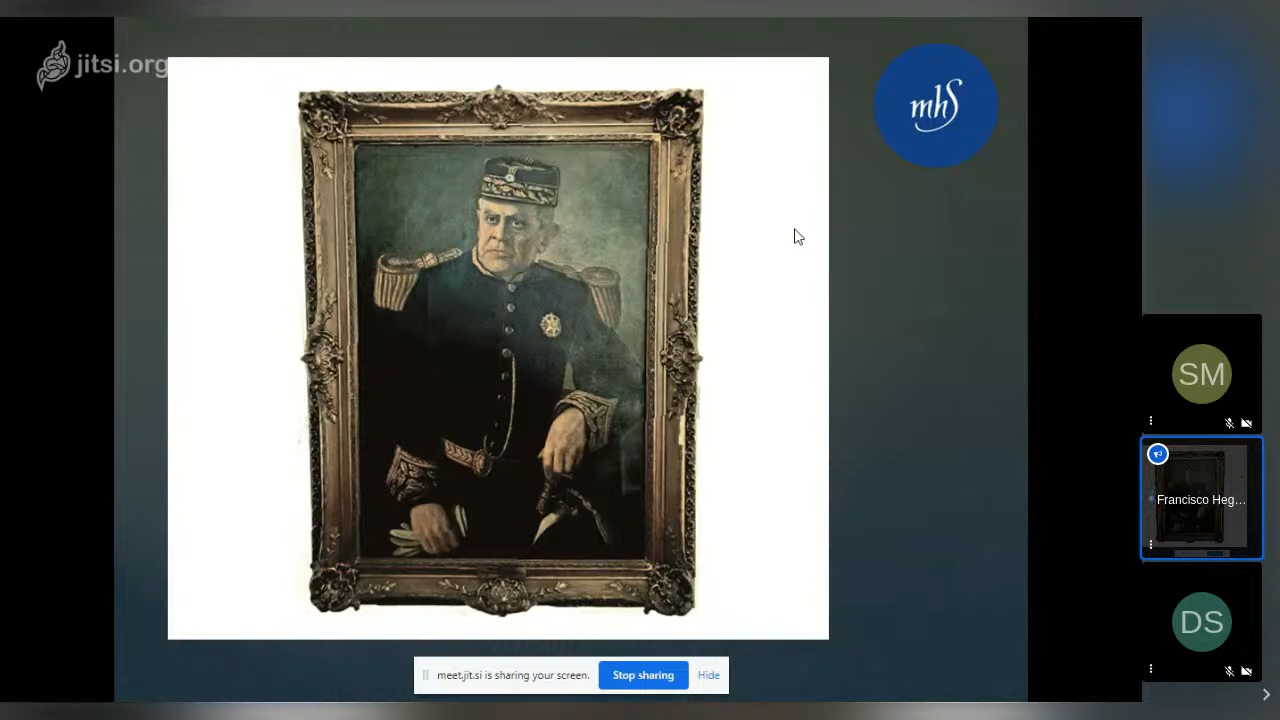 jitsi.org
mhS
SM
Francisco Heg...
DS
meet.jit.si is sharing your screen.
Stop sharing
Hide